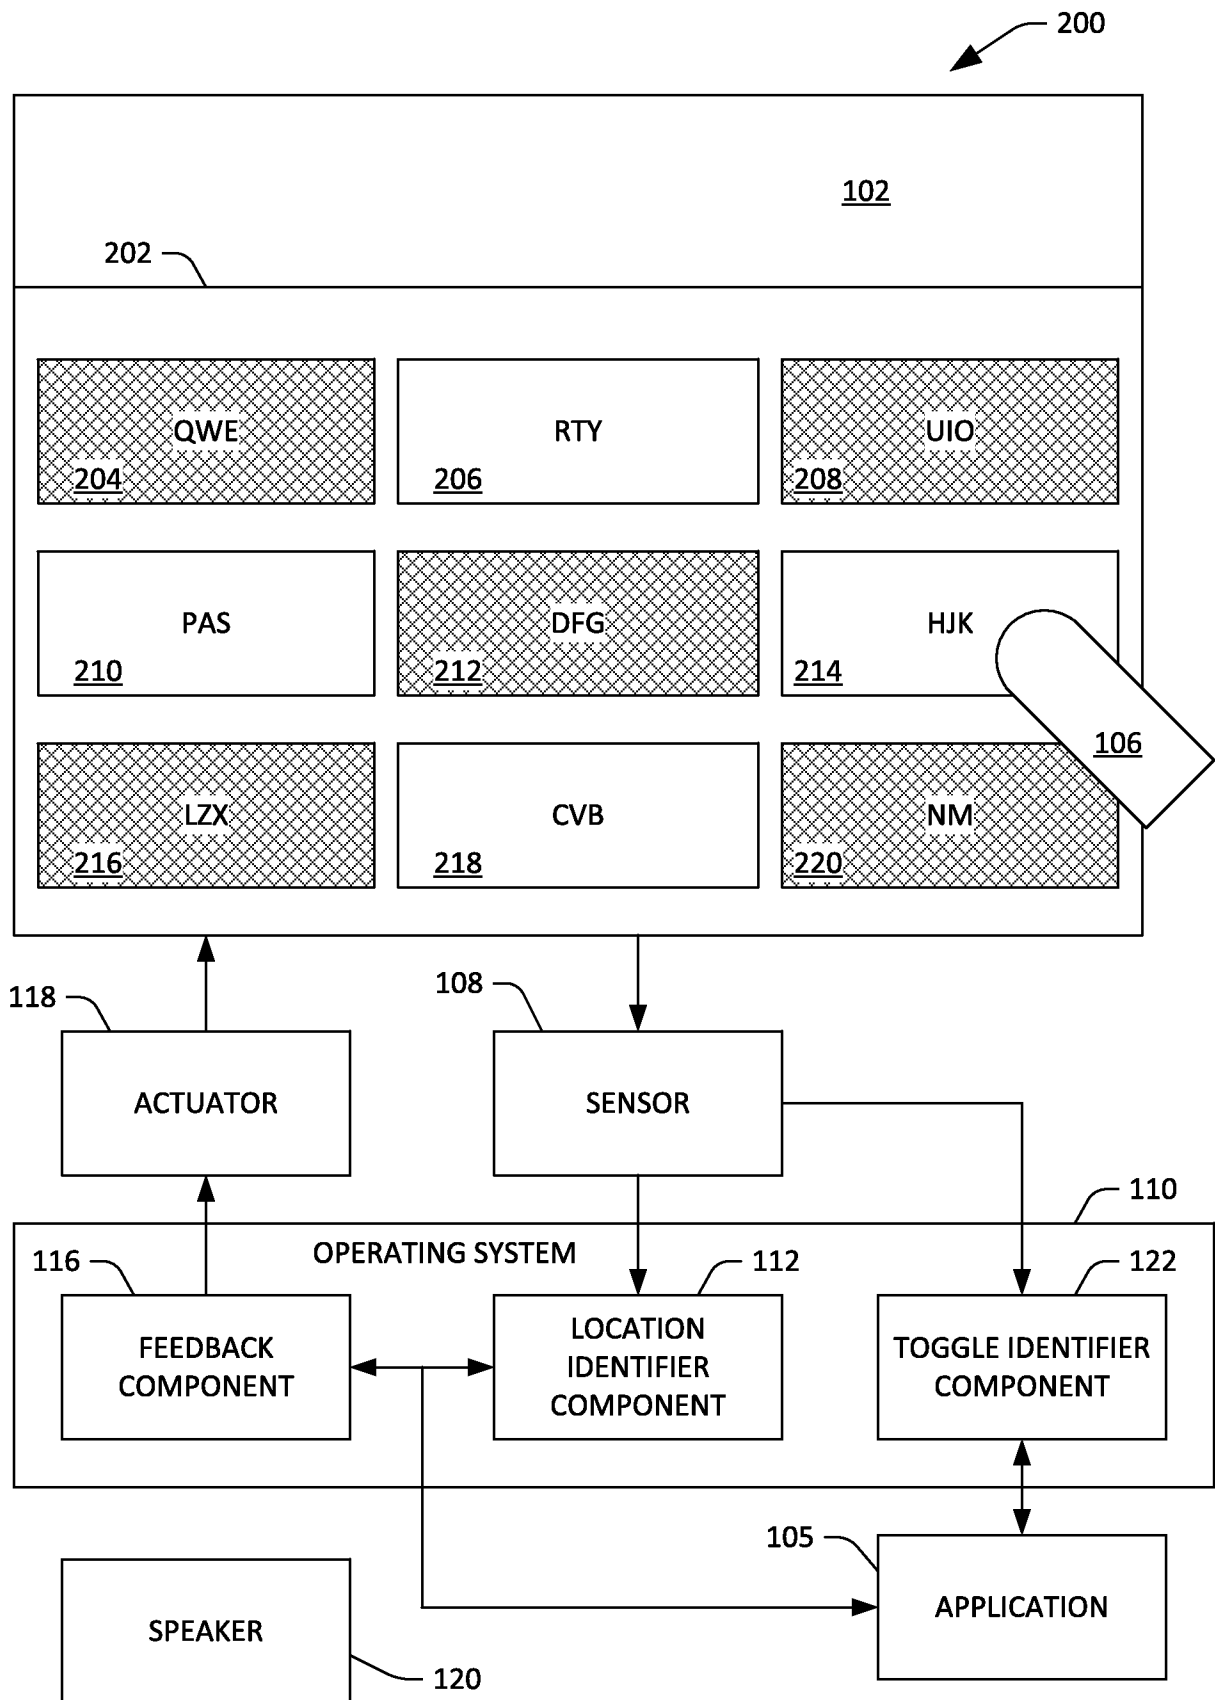 200
102
202
QWE
204
RTY
206
UIO
208
PAS
210
DFG
212
HJK
214
106
LZX
216
CVB
218
NM
220
118
108
ACTUATOR
SENSOR
110
OPERATING SYSTEM
116
112
122
FEEDBACK
COMPONENT
LOCATION
IDENTIFIER
COMPONENT
TOGGLE IDENTIFIER
COMPONENT
105
APPLICATION
SPEAKER
120